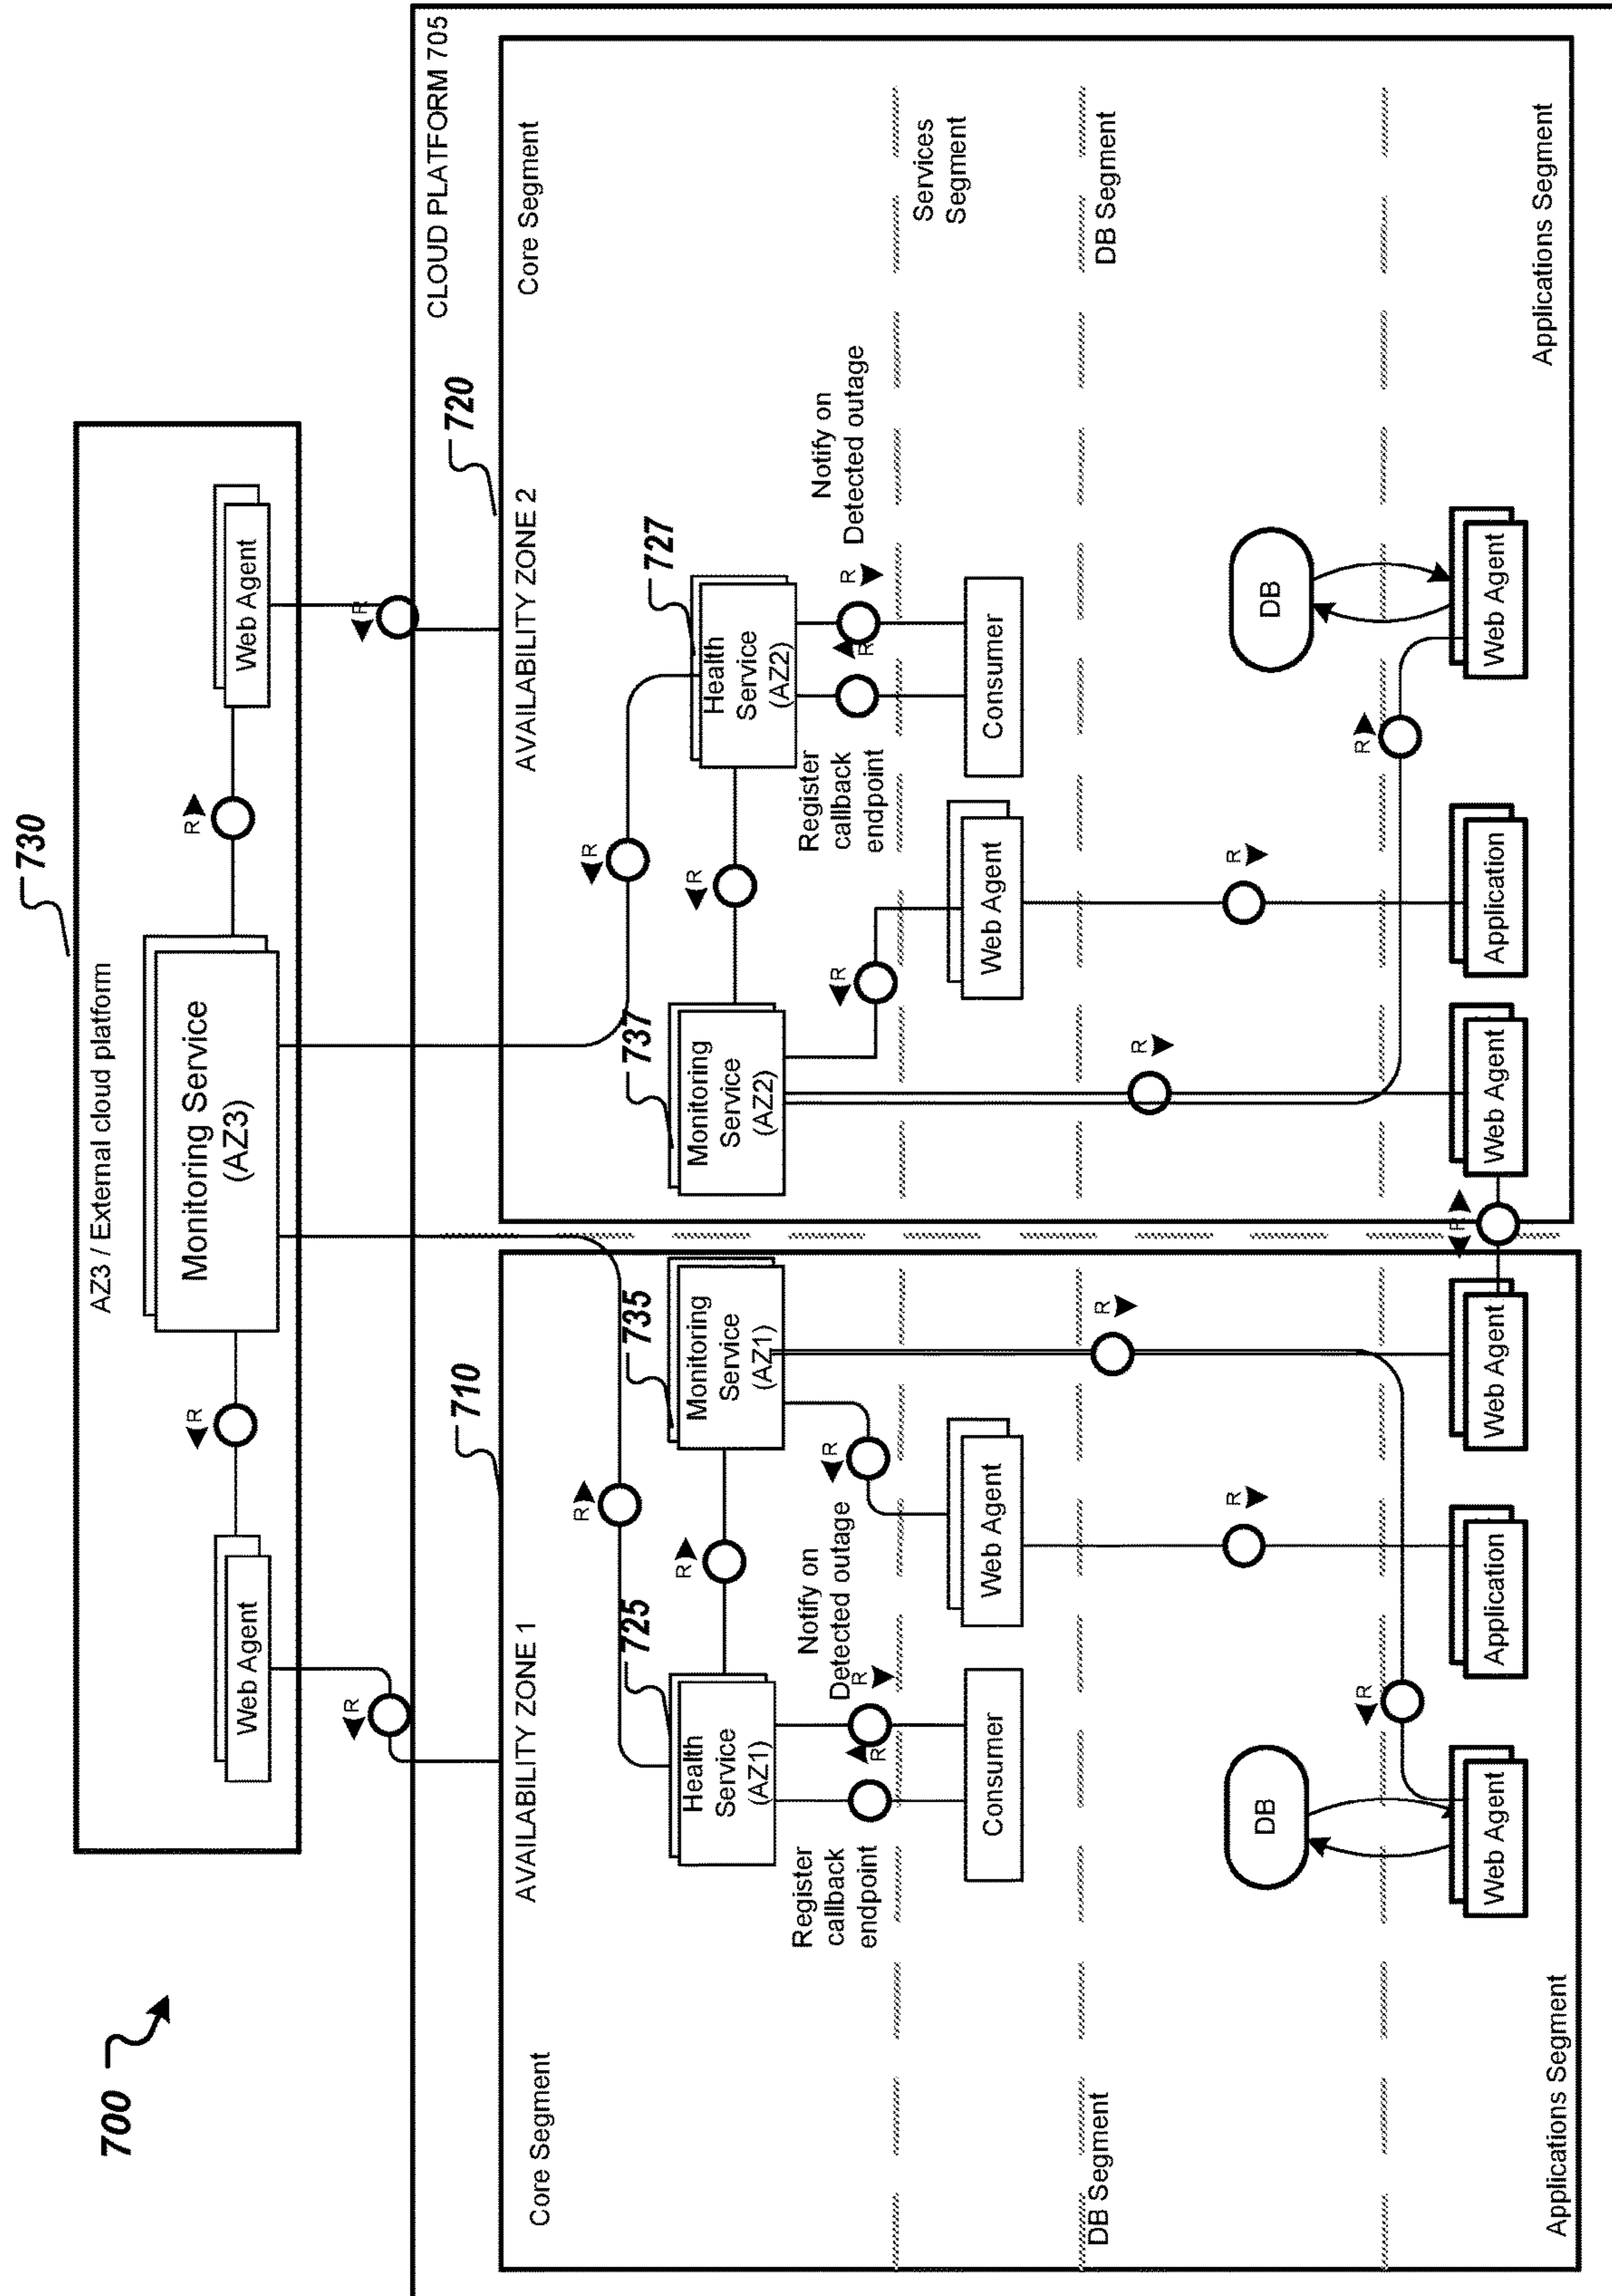 700
730
AZ3 / External cloud platform
Web Agent
R
Monitoring Service
(AZ3)
R
Web Agent
R
R
CLOUD PLATFORM 705
710
AVAILABILITY ZONE 1
Core Segment
R
725
Health
Service
(AZ1)
R
735
Monitoring
Service
(AZ1)
Register
callback
endpoint
R
R
Notify on
Detected outage
R
Consumer
Web Agent
R
R
DB Segment
DB
R
Web Agent
Application
Web Agent
Applications Segment
R
720
AVAILABILITY ZONE 2
Core Segment
R
737
Monitoring
Service
(AZ2)
R
727
Health
Service
(AZ2)
R
Register
callback
endpoint
R
R
Notify on
Detected outage
Services
Segment
Web Agent
Consumer
R
R
DB Segment
DB
R
Web Agent
Application
Web Agent
Applications Segment